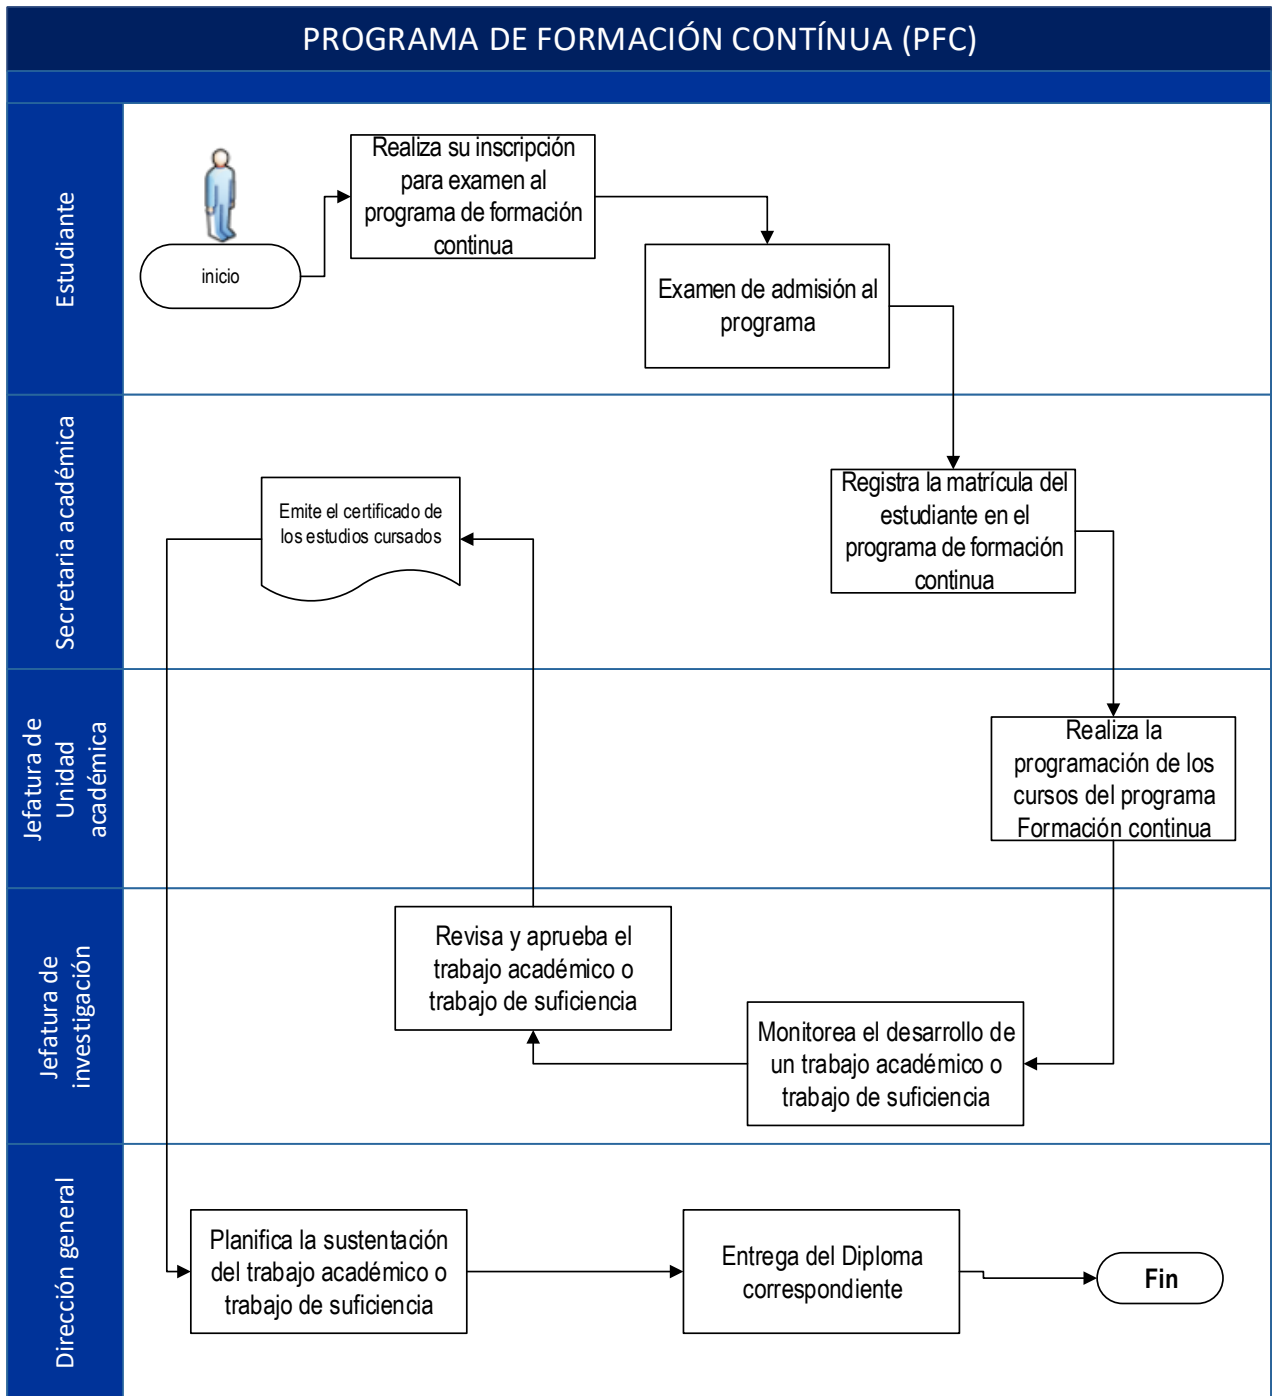 PROGRAMA DE FORMACIÓN CONTÍNUA (PFC)
Estudiante
inicio
Realiza su inscripción
para examen al
programa de formación
continua
Examen de admisión al
programa
Secretaria académica
Emite el certificado de
los estudios cursados
Registra la matrícula del
estudiante en el
programa de formación
continua
Jefatura de
Unidad
académica
Realiza la
programación de los
cursos del programa
Formación continua
Jefatura de
investigación
Revisa y aprueba el
trabajo académico o
trabajo de suficiencia
Monitorea el desarrollo de
un trabajo académico o
trabajo de suficiencia
Dirección general
Planifica la sustentación
del trabajo académico o
trabajo de suficiencia
Entrega del Diploma
correspondiente
Fin